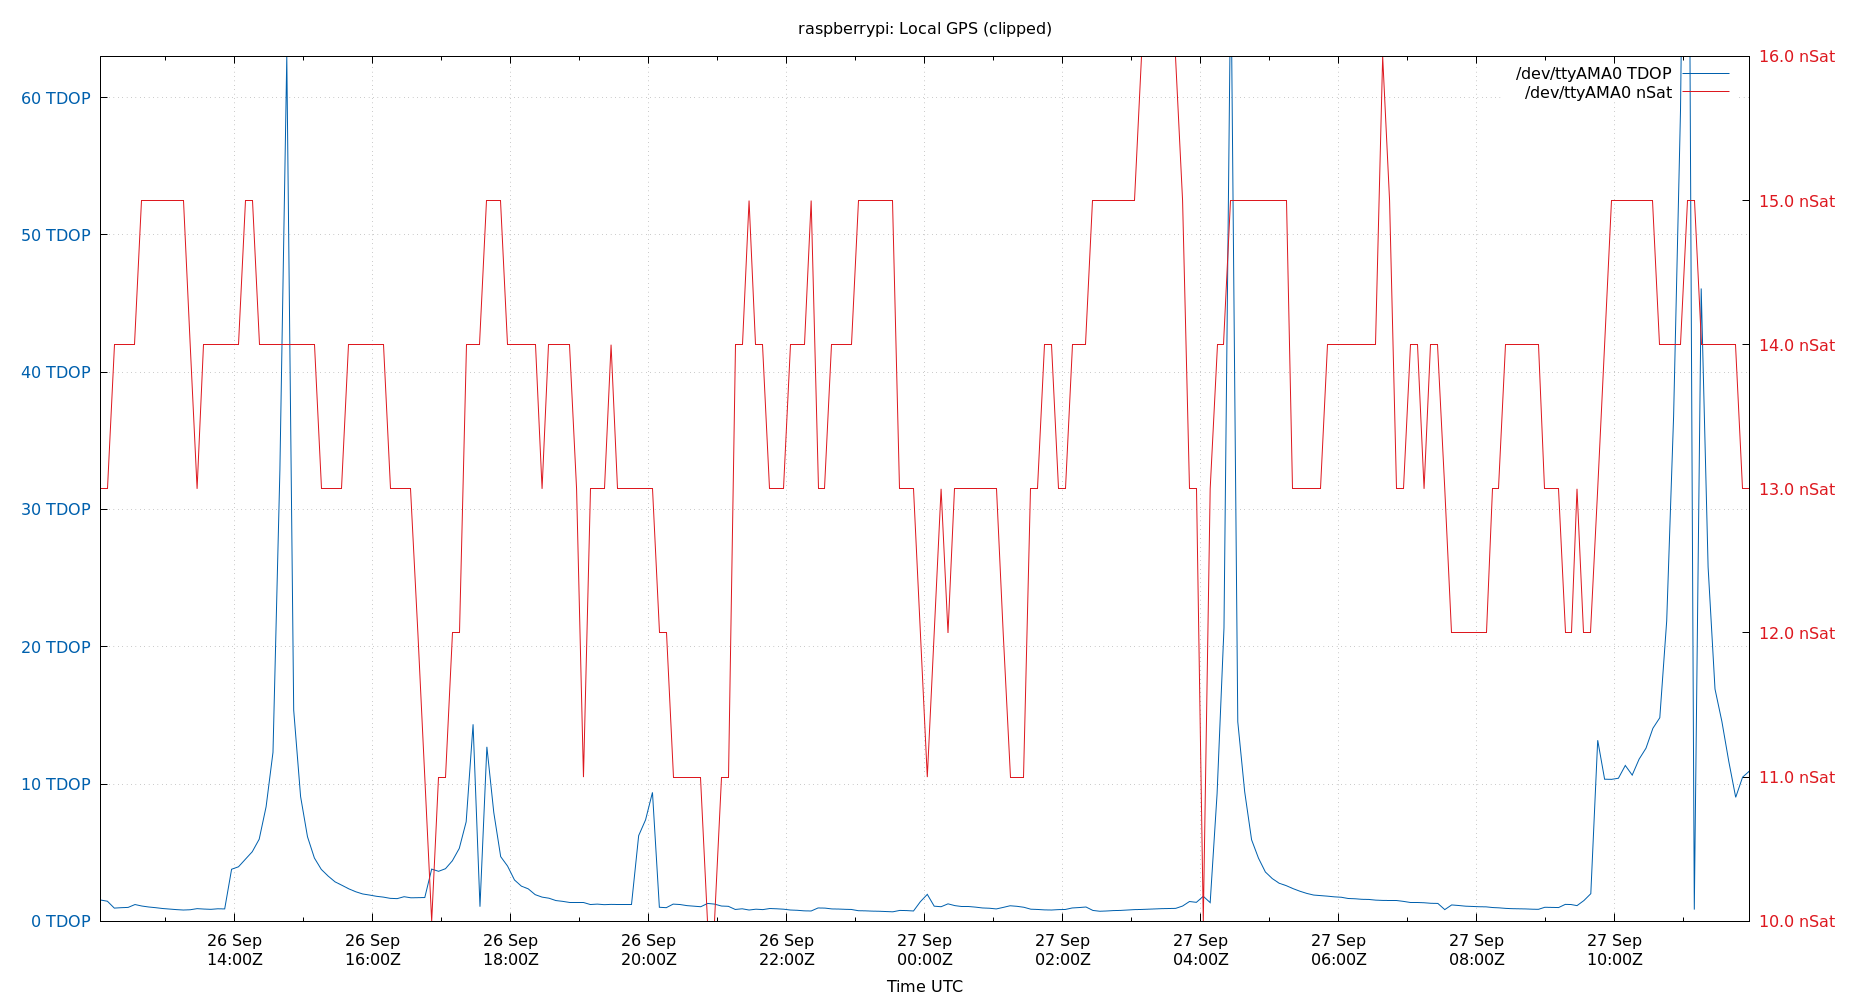 raspberrypi: Local GPS (clipped)
/dev/ttyAMA0 TDOP
/dev/ttyAMA0 nSat
60 TDOP
50 TDOP
40 TDOP
30 TDOP
20 TDOP
10 TDOP
0 TDOP
16.0 nSat
15.0 nSat
14.0 nSat
13.0 nSat
12.0 nSat
11.0 nSat
10.0 nSat
26 Sep
14:00Z
26 Sep
16:00Z
26 Sep
18:00Z
26 Sep
20:00Z
26 Sep
22:00Z
27 Sep
00:00Z
27 Sep
02:00Z
27 Sep
04:00Z
27 Sep
06:00Z
27 Sep
08:00Z
27 Sep
10:00Z
Time UTC